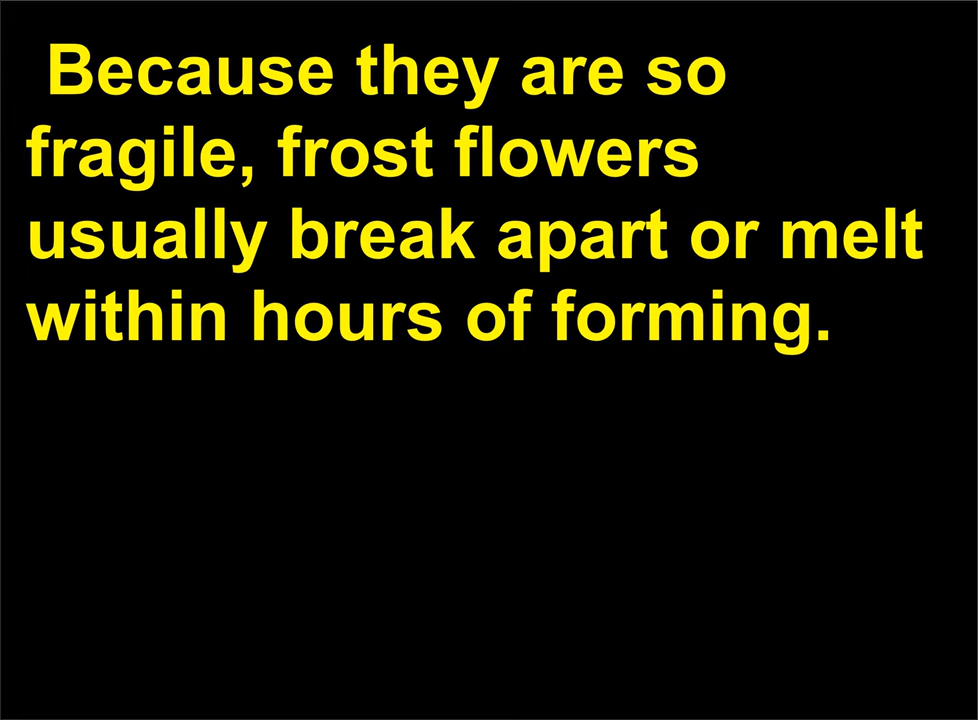 Because they are so
fragile, frost flowers
usually break apart or melt
within hours of forming.